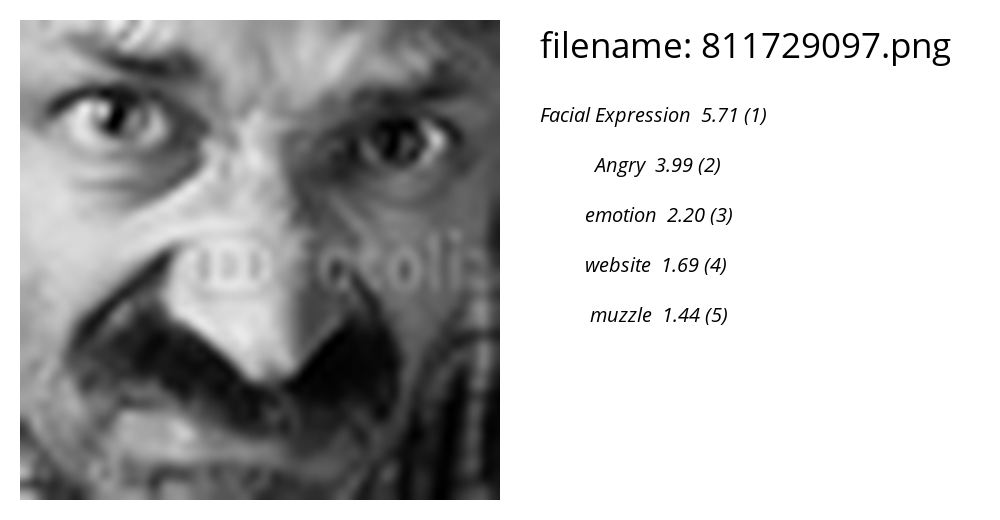 filename: 811729097.png
Facial Expression 5.71 (1)
Angry 3.99 (2)
emotion 2.20 (3)
website 1.69 (4)
muzzle 1.44 (5)
fotolia